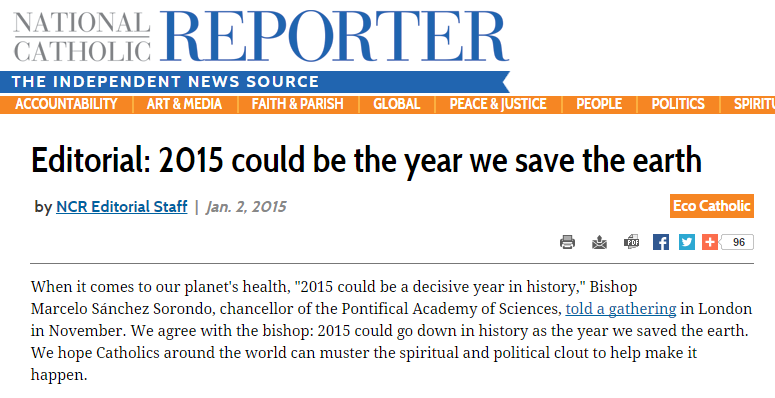 NATIONAL
CATHOLIC
REPORTER
THE INDEPENDENT NEWS SOURCE
ACCOUNTABILITY ART & MEDIA FAITH & PARISH GLOBAL PEACE & JUSTICE PEOPLE POLITICS SPIRITU
Editorial: 2015 could be the year we save the earth
by NCR Editorial Staff | Jan. 2, 2015
Eco Catholic
PDF
96
When it comes to our planet's health, "2015 could be a decisive year in history," Bishop
Marcelo Sánchez Sorondo, chancellor of the Pontifical Academy of Sciences, told a gathering in London
in November. We agree with the bishop: 2015 could go down in history as the year we saved the earth.
We hope Catholics around the world can muster the spiritual and political clout to help make it
happen.